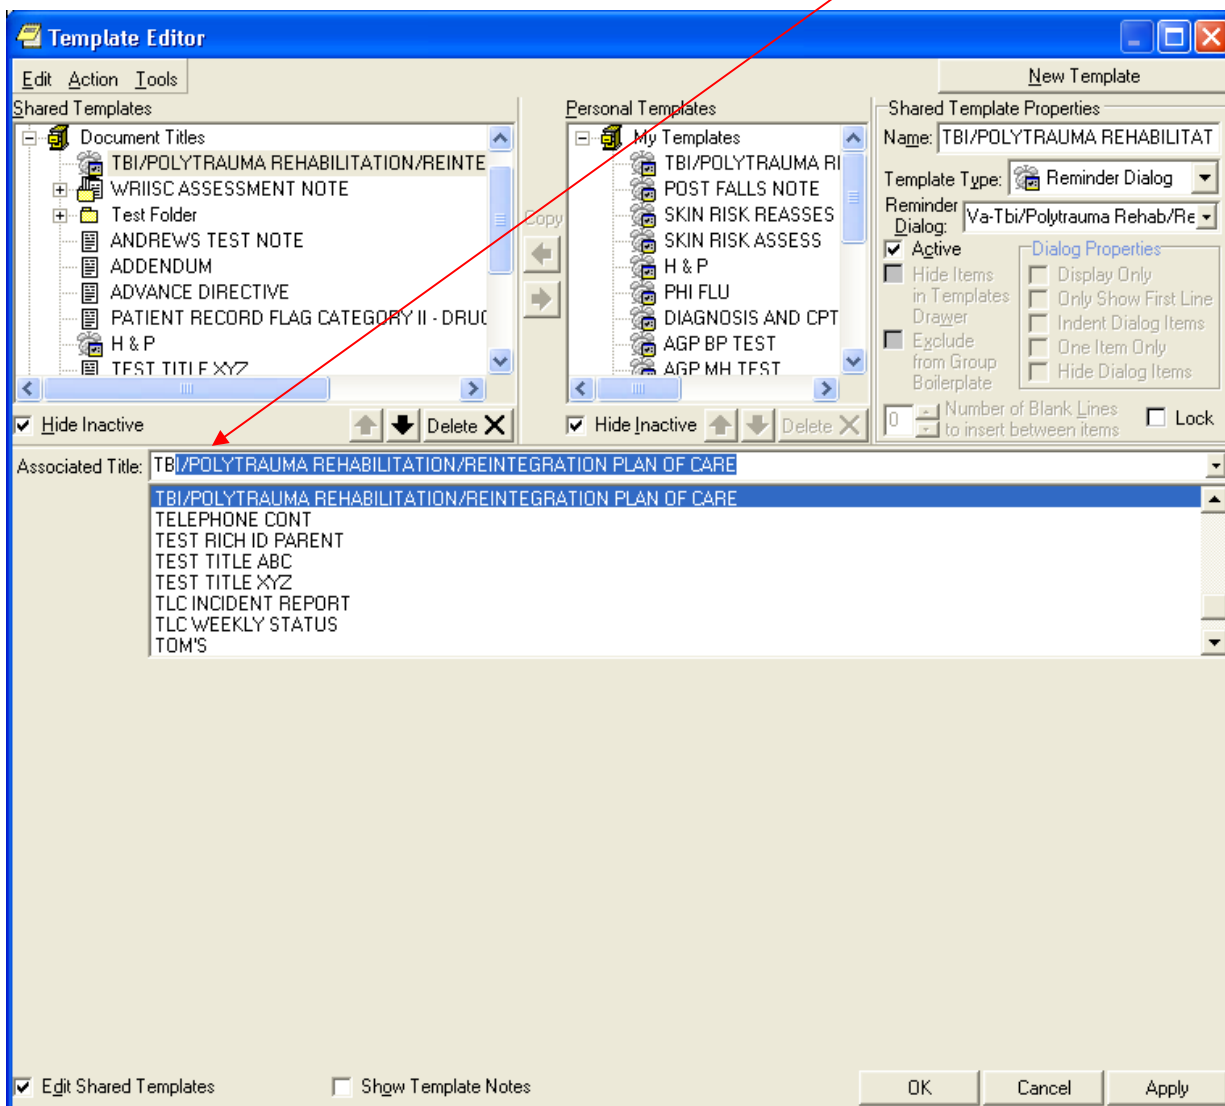 Template Editor
Edit Action Tools
New Template
Shared Templates
Document Titles
TBI/POLYTRAUMA REHABILITATION/REINTE
WRIISC ASSESSMENT NOTE
Test Folder
ANDREWS TEST NOTE
ADDENDUM
ADVANCE DIRECTIVE
PATIENT RECORD FLAG CATEGORY II - DRUG
H & P
TEST TITLE XYZ
Hide Inactive
Delete
Copy
Personal Templates
My Templates
TBI/POLYTRAUMA RI
POST FALLS NOTE
SKIN RISK REASSES
SKIN RISK ASSESS
H & P
PHI FLU
DIAGNOSIS AND CPT
AGP BP TEST
AGP MH TEST
Hide Inactive
Delete
Shared Template Properties
Name: TBI/POLYTRAUMA REHABILITAT
Template Type: Reminder Dialog
Reminder
Dialog: Va-Tbi/Polytrauma Rehab/Re
Active
Hide Items
in Templates
Drawer
Exclude
from Group
Boilerplate
Dialog Properties
Display Only
Only Show First Line
Indent Dialog Items
One Item Only
Hide Dialog Items
0 Number of Blank Lines
to insert between items
Lock
Associated Title: TBI/POLYTRAUMA REHABILITATION/REINTEGRATION PLAN OF CARE
TBI/POLYTRAUMA REHABILITATION/REINTEGRATION PLAN OF CARE
TELEPHONE CONT
TEST RICH ID PARENT
TEST TITLE ABC
TEST TITLE XYZ
TLC INCIDENT REPORT
TLC WEEKLY STATUS
TOM'S
Edit Shared Templates
Show Template Notes
OK
Cancel
Apply